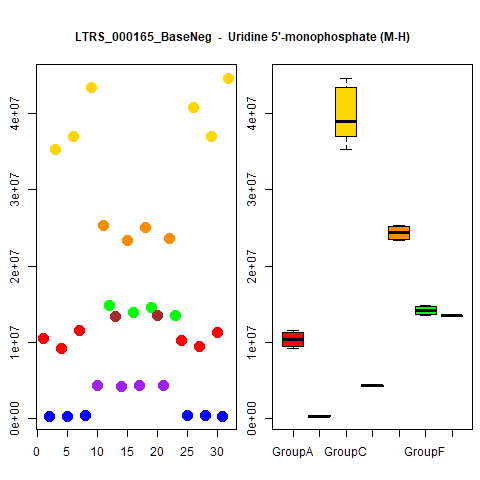 LTRS_000165_BaseNeg - Uridine 5'-monophosphate (M-H)
4e+07
3e+07
2e+07
1e+07
0e+00
0 5 10 15 20 25 30
4e+07
3e+07
2e+07
1e+07
0e+00
GroupA GroupC GroupF